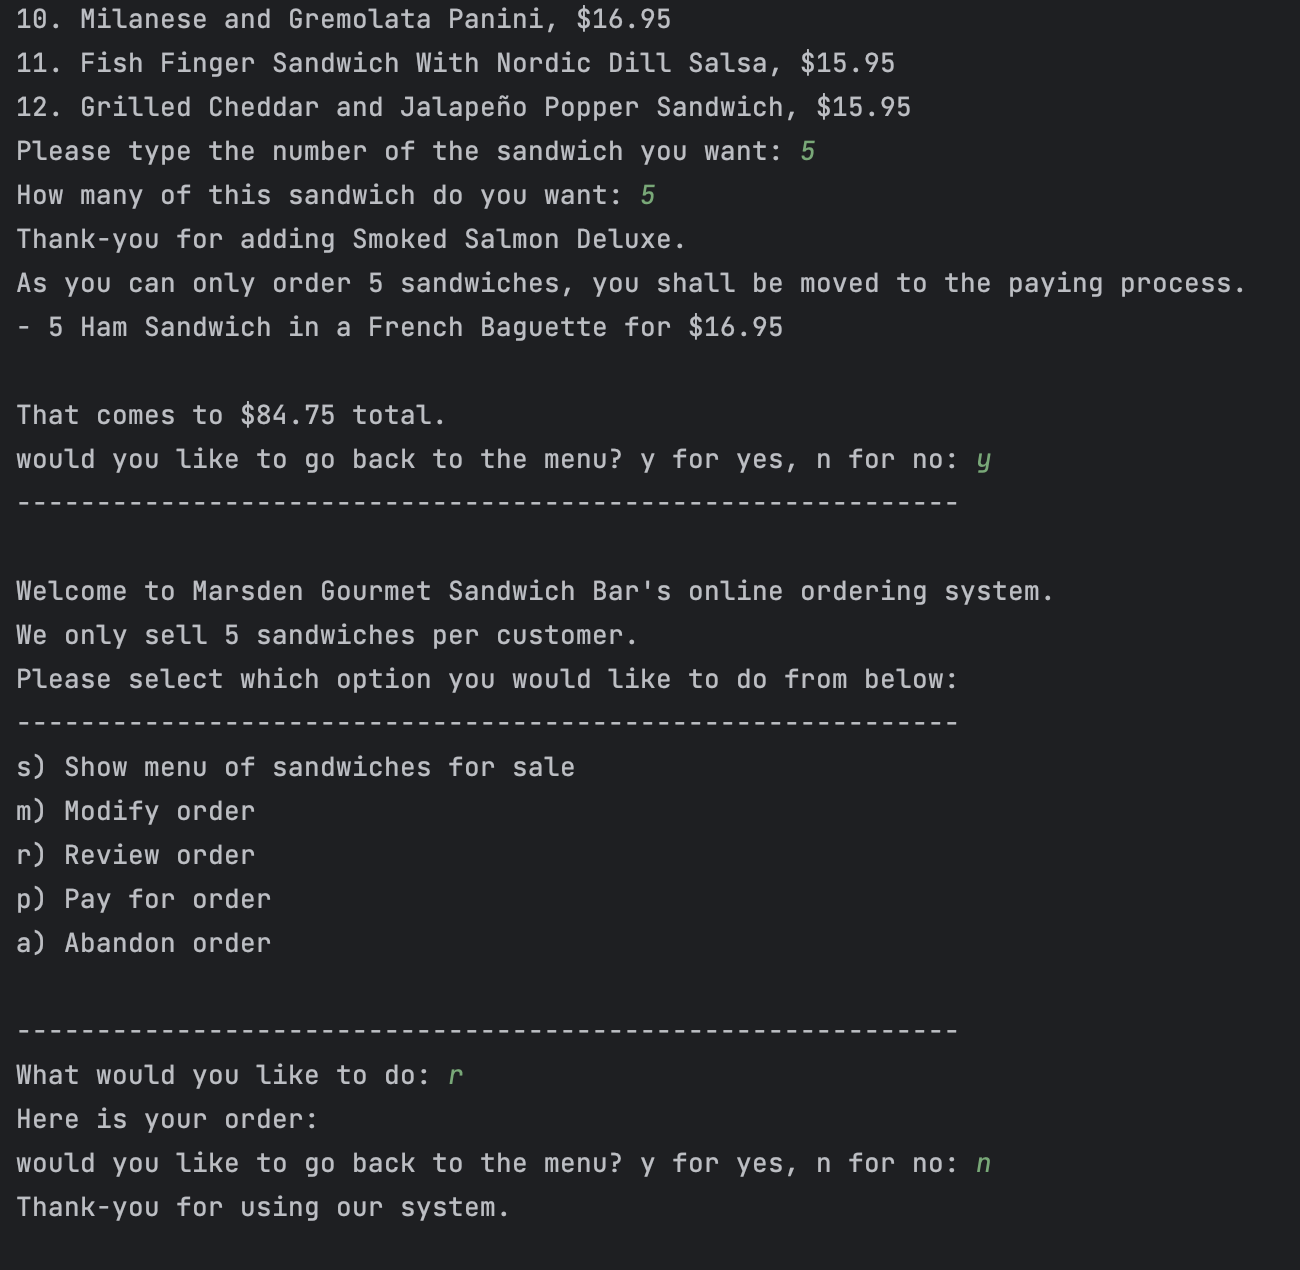 10. Milanese and Gremolata Panini, $16.95
11. Fish Finger Sandwich With Nordic Dill Salsa, $15.95
12. Grilled Cheddar and Jalapeño Popper Sandwich, $15.95
Please type the number of the sandwich you want: 5
How many of this sandwich do you want: 5
Thank-you for adding Smoked Salmon Deluxe.
As you can only order 5 sandwiches, you shall be moved to the paying process.
- 5 Ham Sandwich in a French Baguette for $16.95
That comes to $84.75 total.
would you like to go back to the menu? y for yes, n for no: y
-----------------------------------------------------------
Welcome to Marsden Gourmet Sandwich Bar's online ordering system.
We only sell 5 sandwiches per customer.
Please select which option you would like to do from below:
-----------------------------------------------------------
s) Show menu of sandwiches for sale
m) Modify order
r) Review order
p) Pay for order
a) Abandon order
-----------------------------------------------------------
What would you like to do: r
Here is your order:
would you like to go back to the menu? y for yes, n for no: n
Thank-you for using our system.